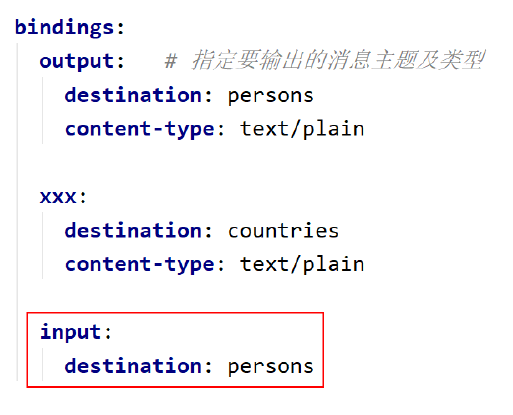 bindings:
output:   # 指定要输出的消息主题及类型
destination: persons
content-type: text/plain
xxx:
destination: countries
content-type: text/plain
input:
destination: persons